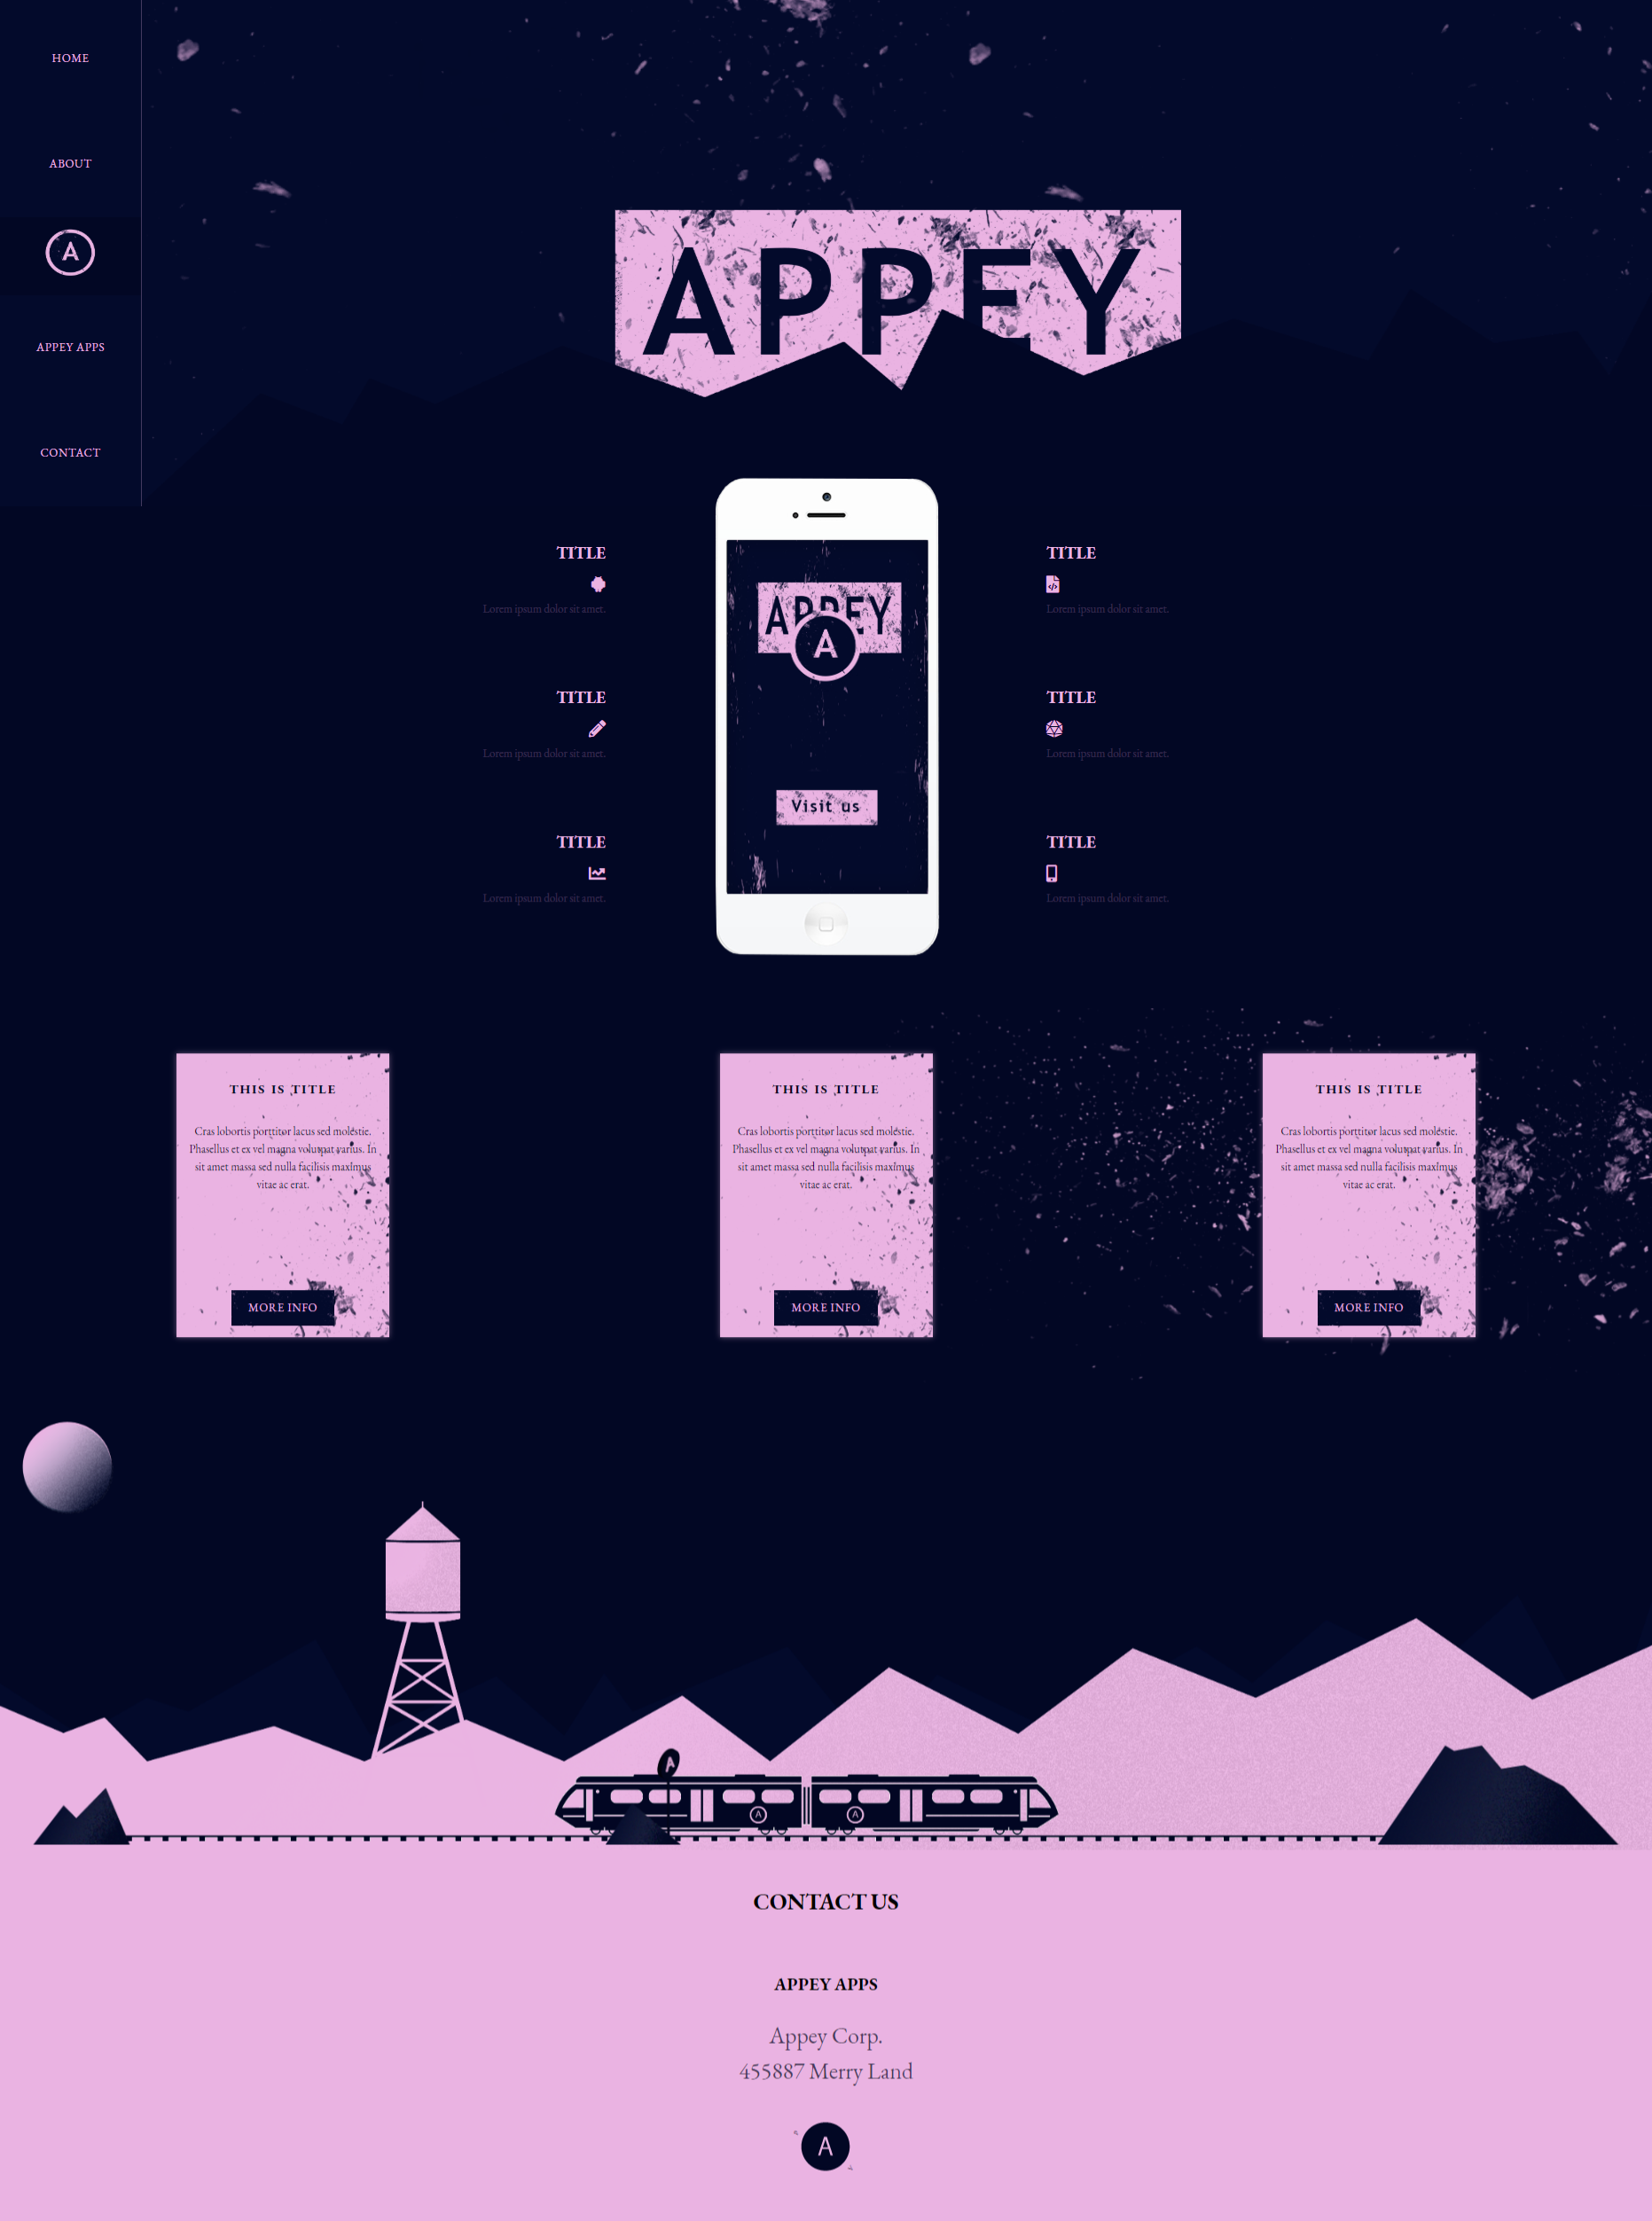 HOME
ABOUT
A
APPEY APPS
CONTACT
APPEY
TITLE
Lorem ipsum dolor sit amet.
TITLE
Lorem ipsum dolor sit amet.
TITLE
Lorem ipsum dolor sit amet.
APPEY
A
Visit us
TITLE
Lorem ipsum dolor sit amet.
TITLE
Lorem ipsum dolor sit amet.
TITLE
Lorem ipsum dolor sit amet.
THIS IS TITLE
Cras lobortis porttitor lacus sed molestie.
Phasellus et ex vel magna volutpat varius. In
sit amet massa sed nulla facilisis maximus
vitae ac erat.
MORE INFO
THIS IS TITLE
Cras lobortis porttitor lacus sed molestie.
Phasellus et ex vel magna volutpat varius. In
sit amet massa sed nulla facilisis maximus
vitae ac erat.
MORE INFO
THIS IS TITLE
Cras lobortis porttitor lacus sed molestie.
Phasellus et ex vel magna volutpat varius. In
sit amet massa sed nulla facilisis maximus
vitae ac erat.
MORE INFO
A
A
A
CONTACT US
APPEY APPS
Appey Corp.
455887 Merry Land
A